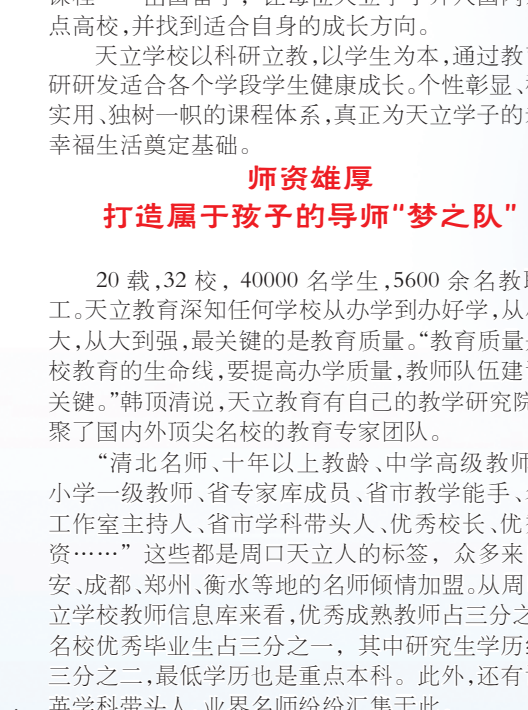 点高校,并找到适合自身的成长方向。
天立学校以科研立教,以学生为本,通过教
研研发适合各个学段学生健康成长。个性彰显、
实用、独树一帜的课程体系,真正为天立学子的
幸福生活奠定基础。
师资雄厚
打造属于孩子的导师“梦之队”
20 载,32 校, 40000 名学生,5600 余名教
工。天立教育深知任何学校从办学到办好学,从
大,从大到强,最关键的是教育质量。“教育质量
校教育的生命线,要提高办学质量,教师队伍建
关键。”韩顶清说,天立教育有自己的教学研究院
聚了国内外顶尖名校的教育专家团队。
“清北名师、十年以上教龄、中学高级教师
小学一级教师、省专家库成员、省市教学能手、
工作室主持人、省市学科带头人、优秀校长、优
资……”这些都是周口天立人的标签, 众多来
安、成都、郑州、衡水等地的名师倾情加盟。从周
立学校教师信息库来看,优秀成熟教师占三分之
名校优秀毕业生占三分之一, 其中研究生学历
三分之二,最低学历也是重点本科。此外,还有
英学科带头人、业界名师纷纷汇集于此